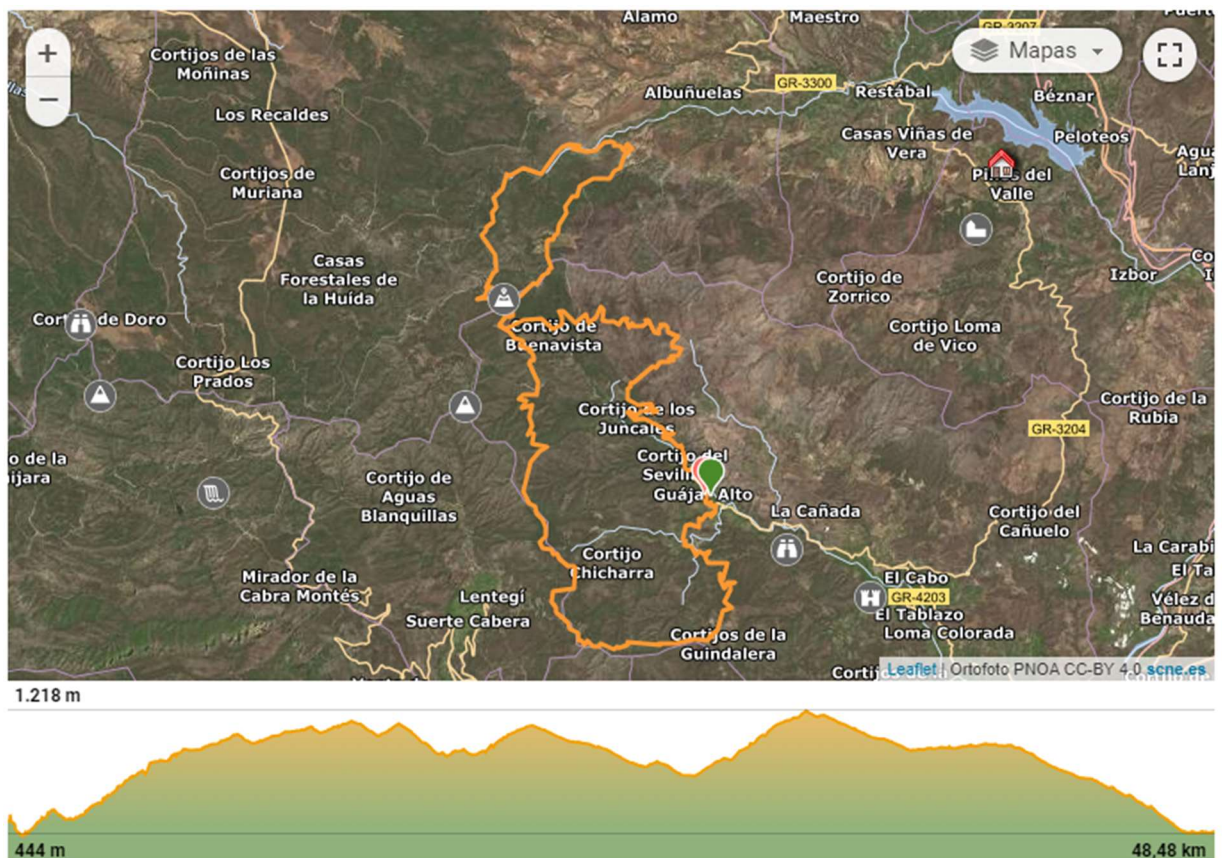 Alamo
Maestro
GR-3207
+
−
Cortijos de las
Moñinas
Mapas
Los Recaldes
Albuñuelas
GR-3300
Restábal
Béznar
Casas Viñas de
Vera
Peloteos
Cortijos de
Muriana
del
Valle
Casas
Forestales de
la Huída
Cortijo de
Zorrico
Izbor
de Doro
Cortijo de
Buenavista
Cortijo Loma
de Vico
Cortijo Los
Prados
Cortijo de los
Juncales
Cortijo de la
Rubia
GR-3204
Cortijo del
Guájar Alto
Cortijo de
Aguas
Blanquillas
La Cañada
Cortijo del
Cañuelo
Cortijo
Chicharra
Mirador de la
Cabra Montés
Lentegí
Suerte Cabera
El Cabo
GR-4203
El Tablazo
Loma Colorada
Cortijos de la
Guindalera
Leaflet | Ortofoto PNOA CC-BY 4.0 scne.es
1.218 m
444 m
48,48 km